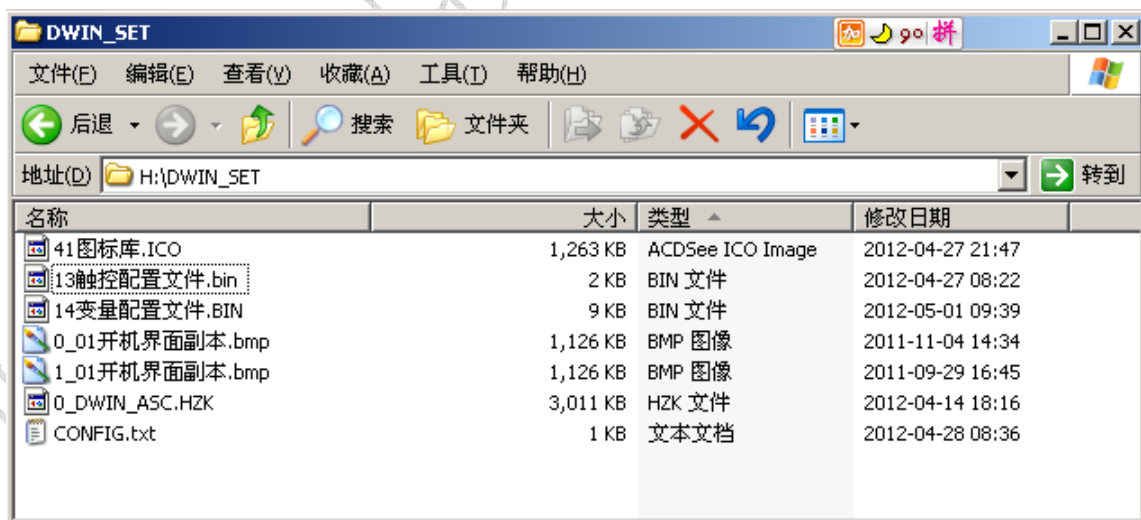 DWIN_SET
加 拼
文件(F) 编辑(E) 查看(V) 收藏(A) 工具(T) 帮助(H)
后退 搜索 文件夹
地址(D) H:\DWIN_SET 转到
名称 大小 类型 修改日期
41图标库.ICO 1,263 KB ACDSee ICO Image 2012-04-27 21:47
13触控配置文件.bin 2 KB BIN 文件 2012-04-27 08:22
14变量配置文件.BIN 9 KB BIN 文件 2012-05-01 09:39
0_01开机界面副本.bmp 1,126 KB BMP 图像 2011-11-04 14:34
1_01开机界面副本.bmp 1,126 KB BMP 图像 2011-09-29 16:45
0_DWIN_ASC.HZK 3,011 KB HZK 文件 2012-04-14 18:16
CONFIG.txt 1 KB 文本文档 2012-04-28 08:36